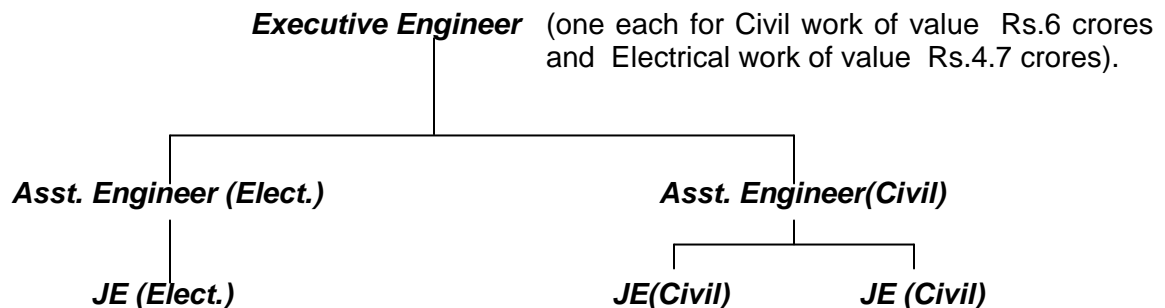 Executive Engineer (one each for Civil work of value Rs.6 crores
and Electrical work of value Rs.4.7 crores).
Asst. Engineer (Elect.) Asst. Engineer(Civil)
JE (Elect.) JE(Civil) JE (Civil)